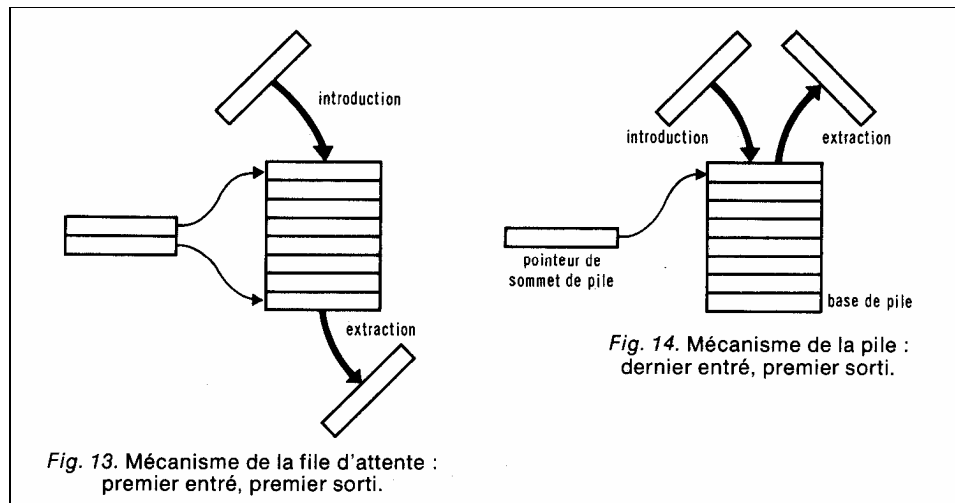 introduction
extraction
Fig. 13. Mécanisme de la file d'attente :
premier entré, premier sorti.
introduction
extraction
pointeur de
sommet de pile
base de pile
Fig. 14. Mécanisme de la pile :
dernier entré, premier sorti.